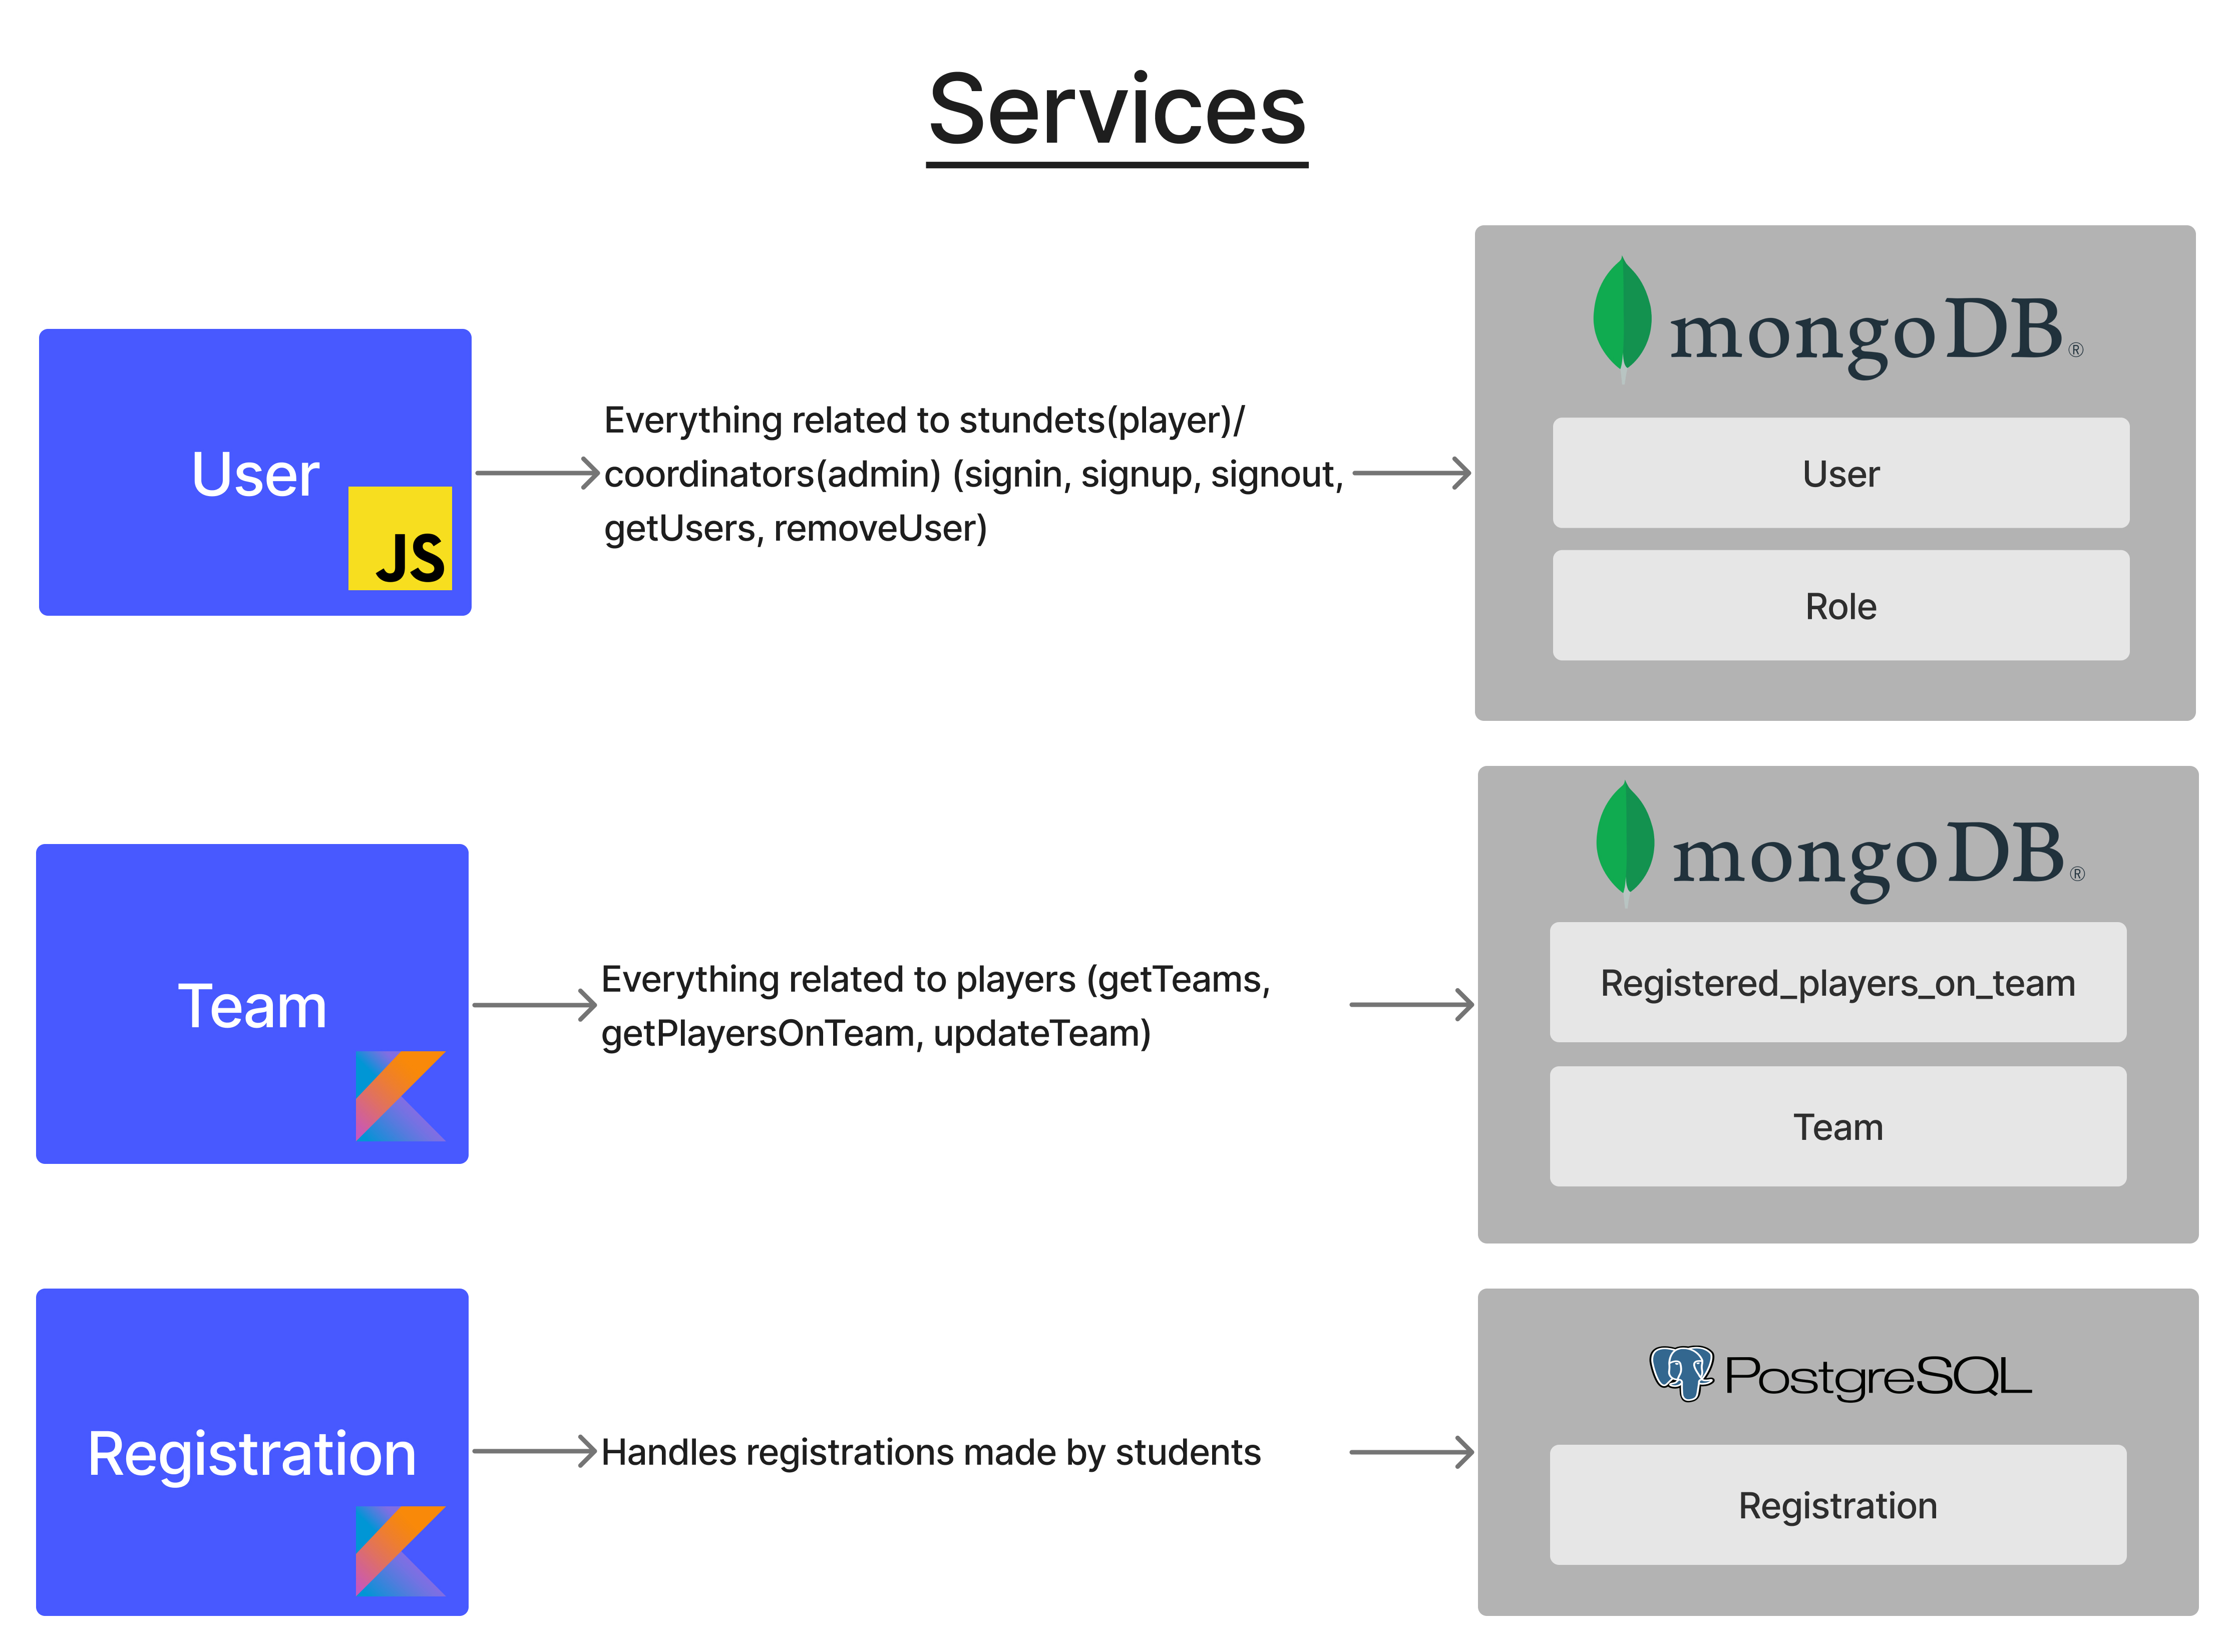 Services
User
JS
Everything related to stundets(player)/
coordinators(admin) (signin, signup, signout,
getUsers, removeUser)
mongoDB®
User
Role
Team
Everything related to players (getTeams,
getPlayersOnTeam, updateTeam)
mongoDB®
Registered_players_on_team
Team
Registration
Handles registrations made by students
PostgreSQL
Registration